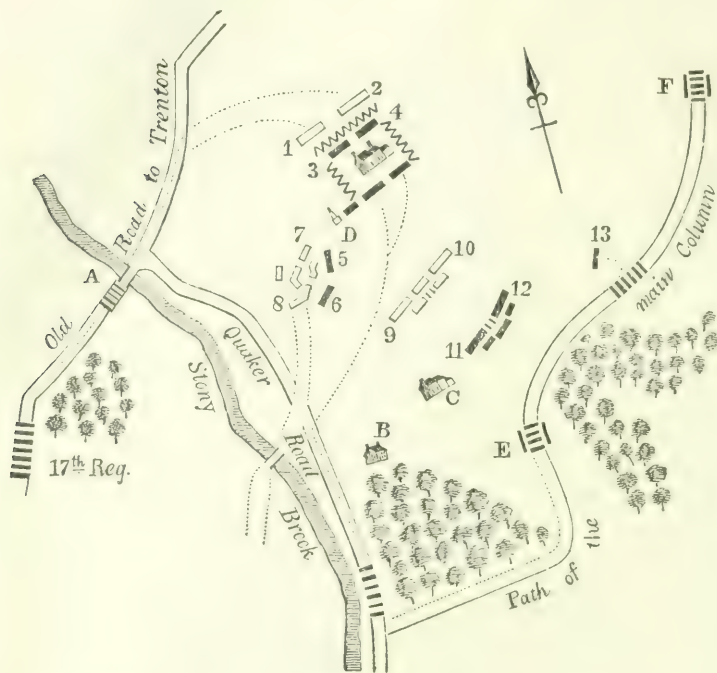 F
2
4
1
3
Old Road to Trenton
13
D
7
5
10
A
8
6
12
9
11
main Column
Quaker Road
C
Stony Brook
B
E
17th Reg.
Path of the